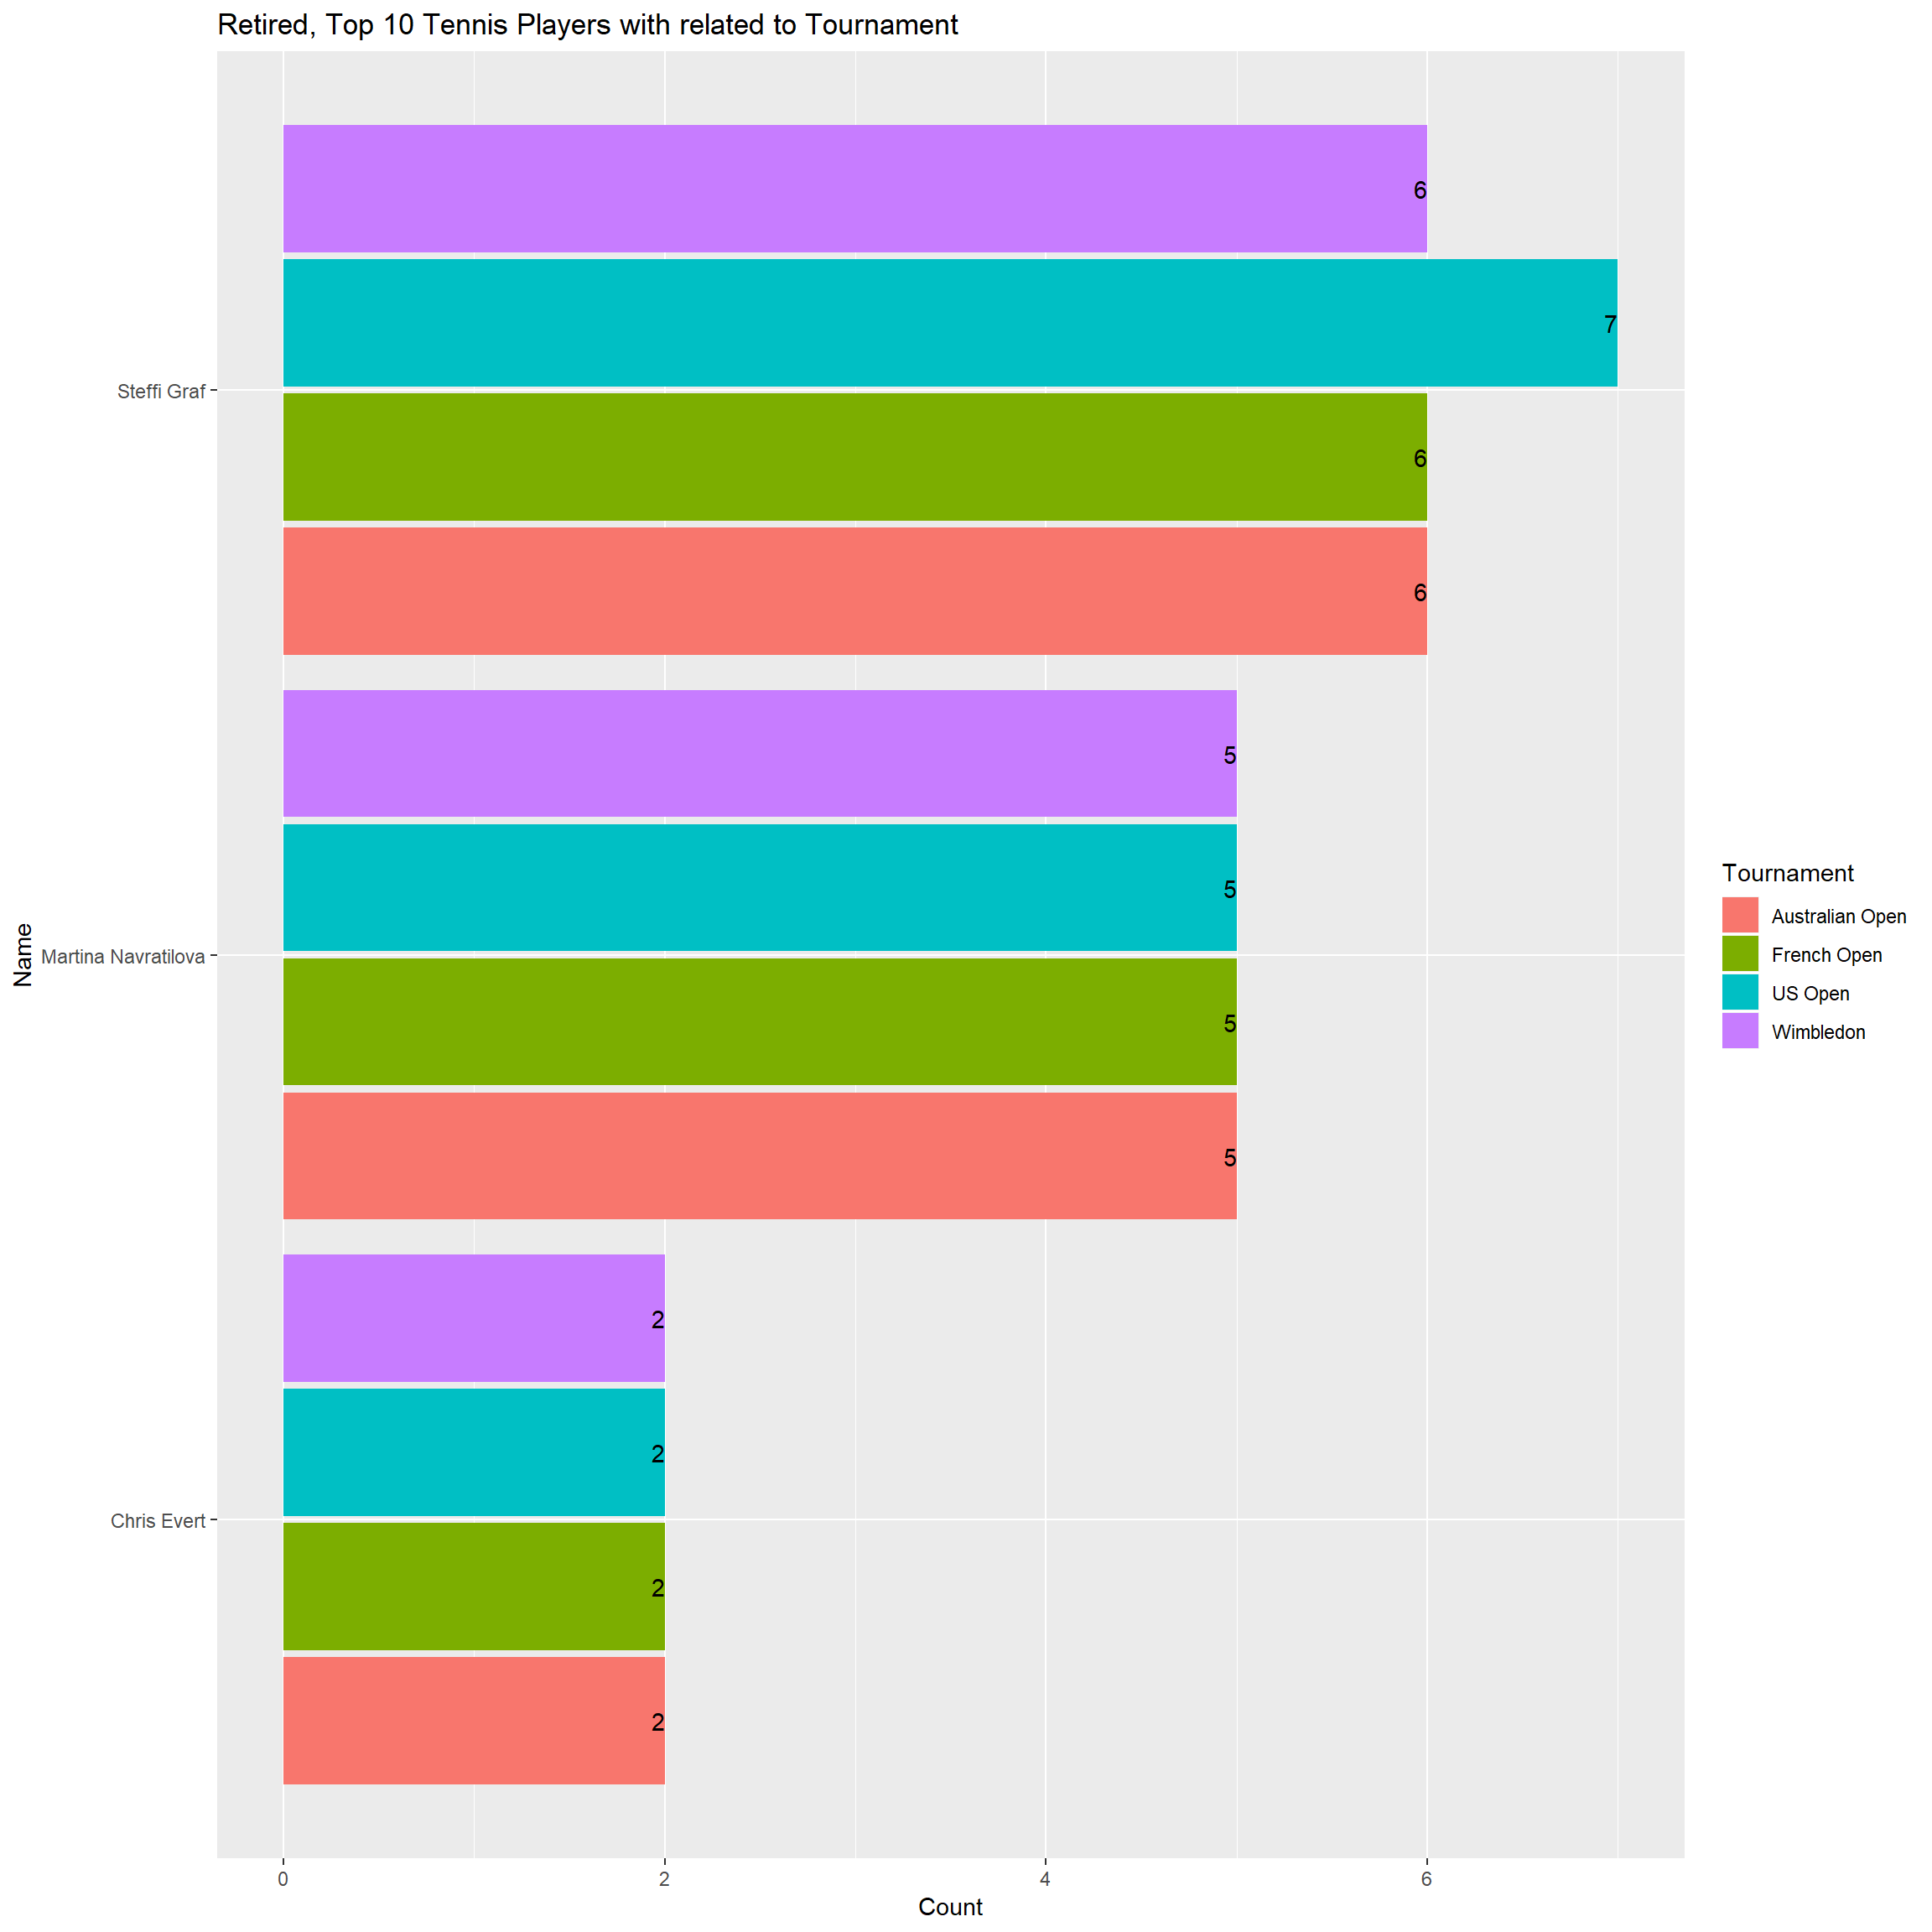 Retired, Top 10 Tennis Players with related to Tournament
6
7
Steffi Graf
6
6
5
5
Name
Martina Navratilova
5
5
2
2
Chris Evert
2
2
0
2
4
6
Count
Tournament
Australian Open
French Open
US Open
Wimbledon